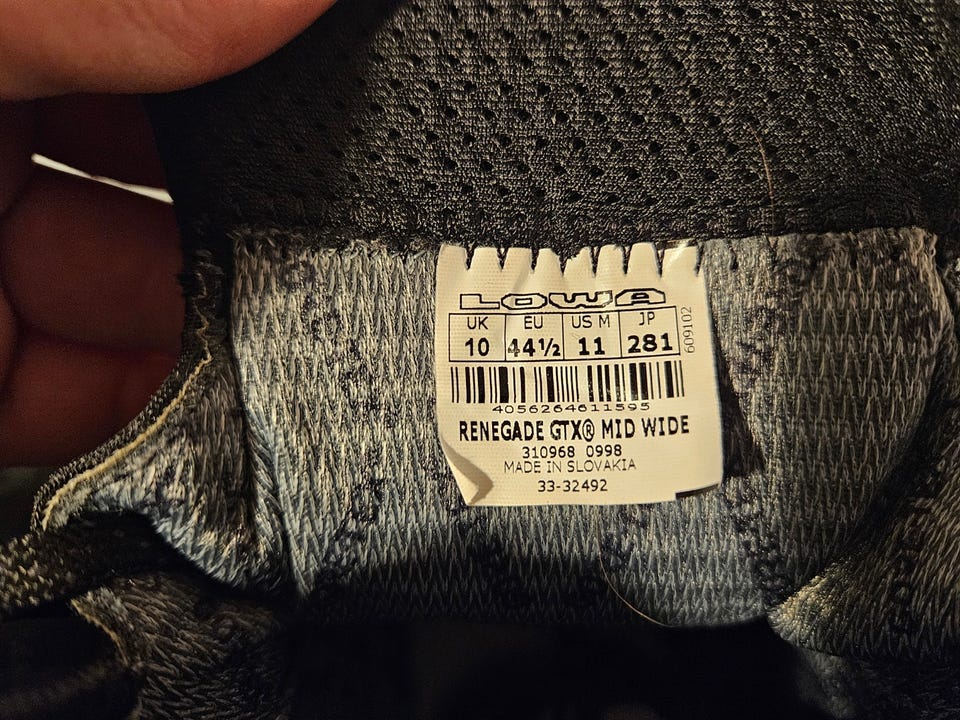 LOWA
UK EU US M JP
10 44½ 11 281
609102
4056264611595
RENEGADE GTX® MID WIDE
310968 0998
MADE IN SLOVAKIA
33-32492